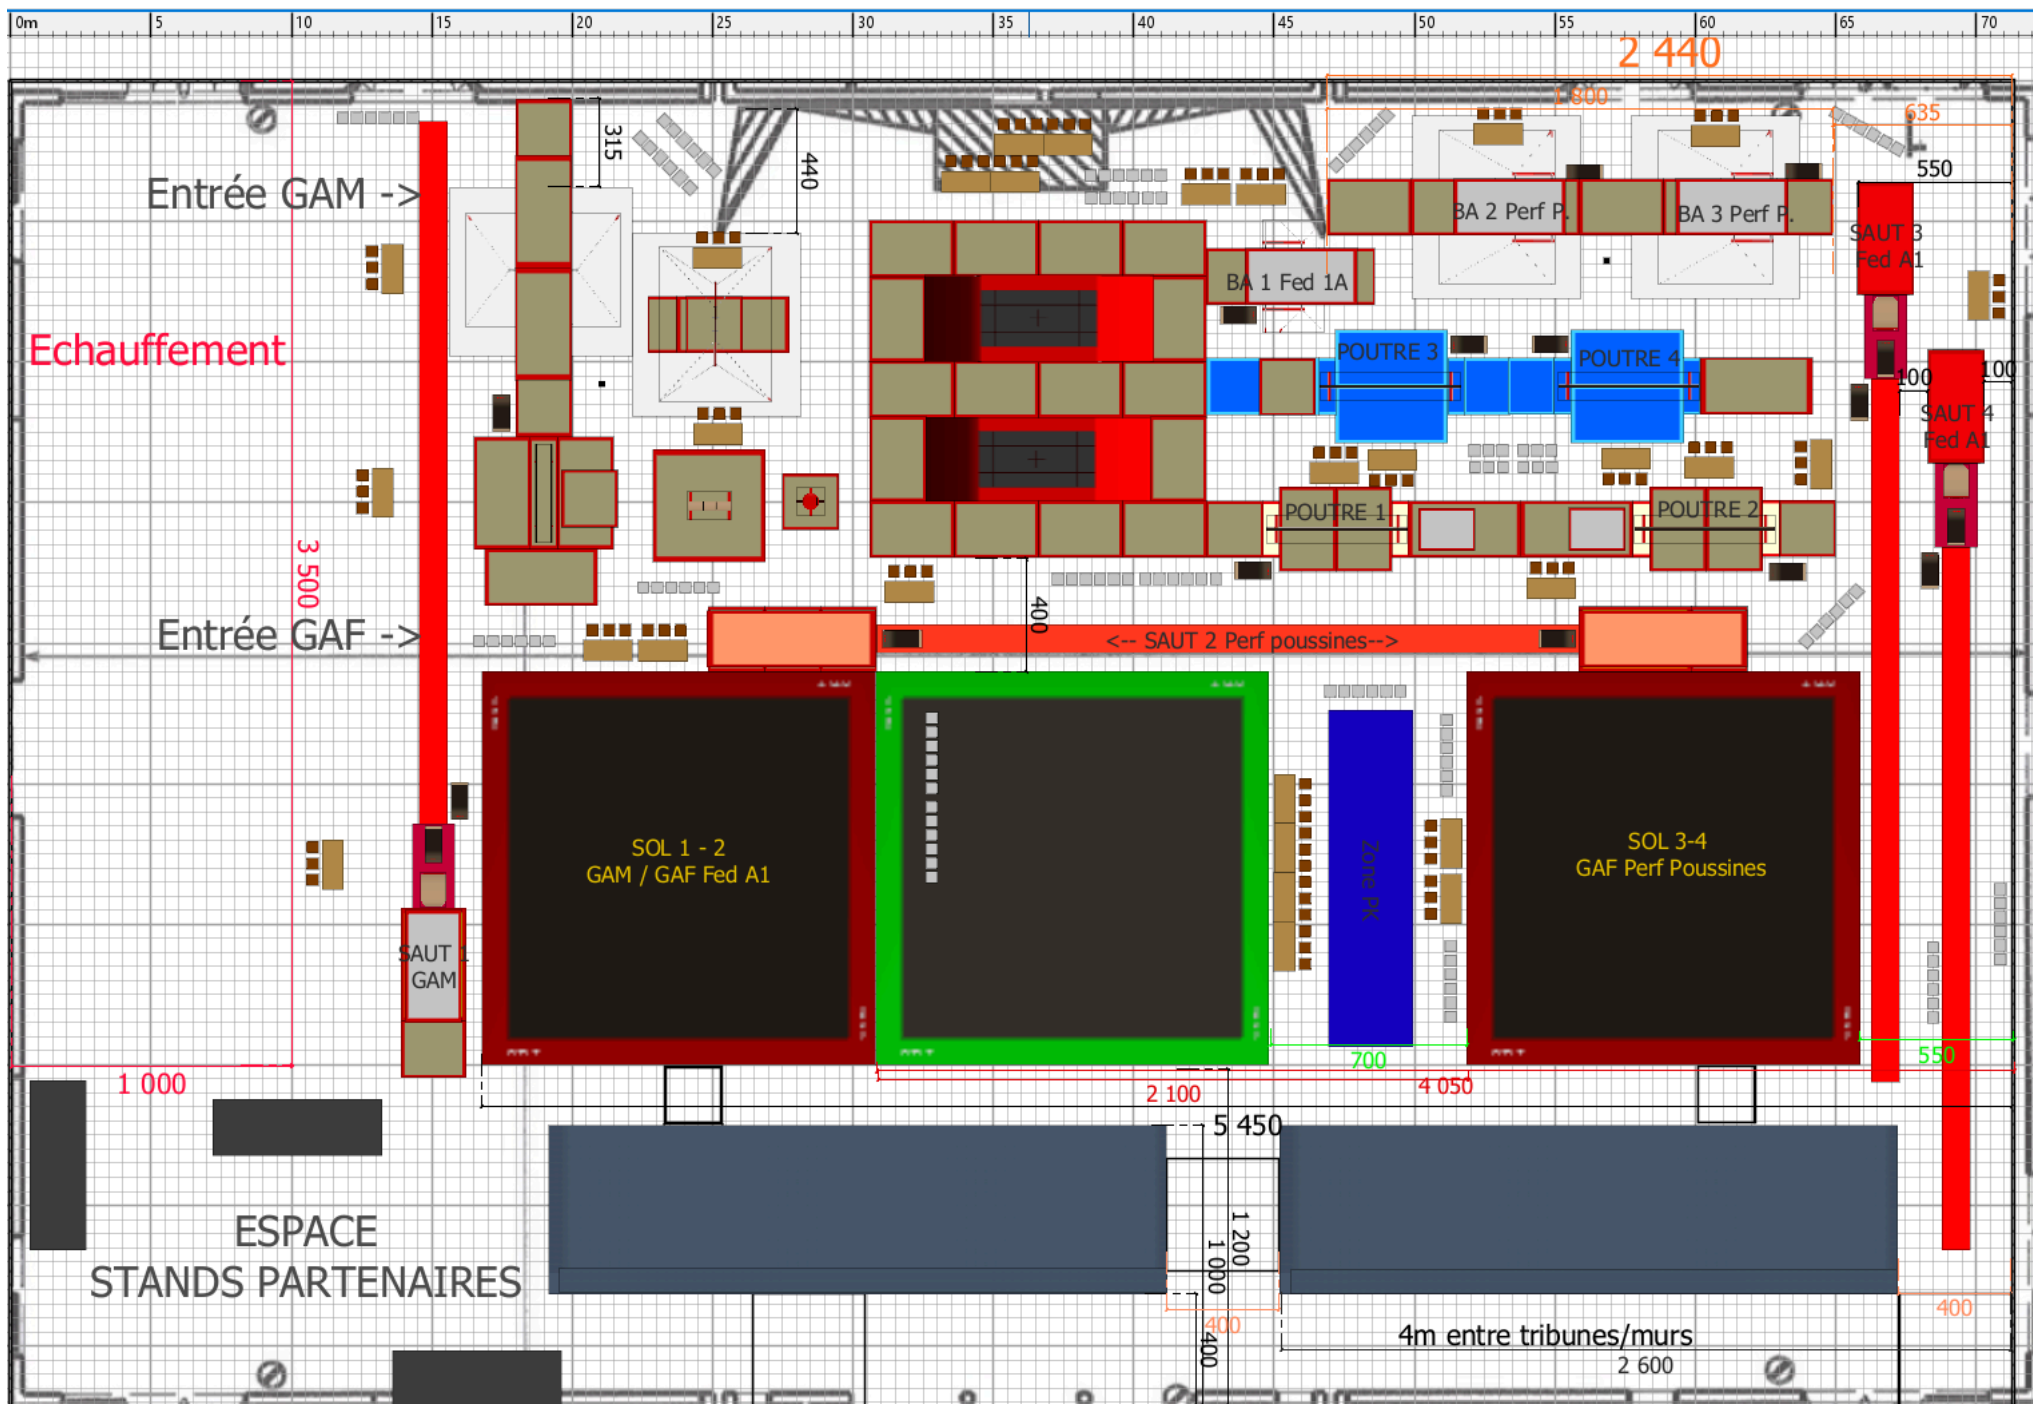 0m 5 10 15 20 25 30 35 40 45 50 55 60 65 70
2 440
1 800
635
315
440
550
Entrée GAM ->
BA 2 Perf P.
BA 3 Perf P.
SAUT 3
Fed A1
BA 1 Fed 1A
Echauffement
POUTRE 3
POUTRE 4
100
100
SAUT 4
Fed A1
POUTRE 1
POUTRE 2
3 500
400
Entrée GAF ->
<-- SAUT 2 Perf poussines-->
SOL 1 - 2
GAM / GAF Fed A1
Zone PK
SOL 3-4
GAF Perf Poussines
SAUT 1
GAM
700
550
1 000
2 100
4 050
5 450
1 200
1 000
ESPACE
STANDS PARTENAIRES
400
400
400
4m entre tribunes/murs
2 600